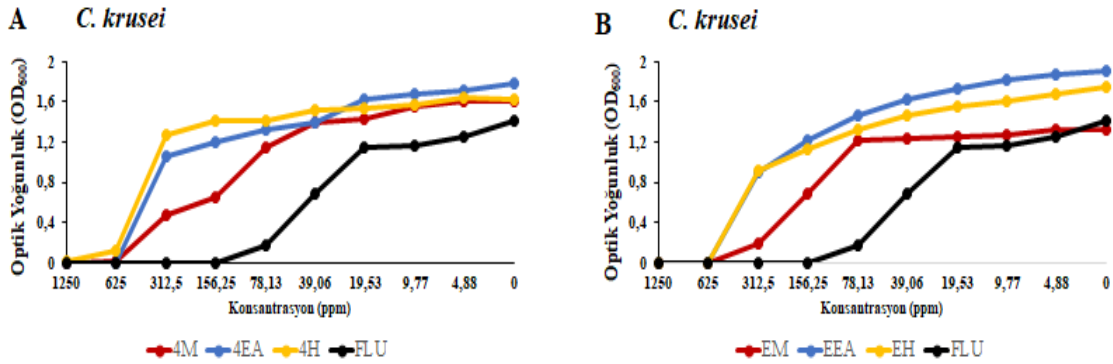 A C. krusei
Optik Yoğunluk (OD600)
2
1,6
1,2
0,8
0,4
0
1250 625 312,5 156,25 78,13 39,06 19,53 9,77 4,88 0
Konsantrasyon (ppm)
4M 4EA 4H FLU
B C. krusei
Optik Yoğunluk (OD600)
2
1,6
1,2
0,8
0,4
0
1250 625 312,5 156,25 78,13 39,06 19,53 9,77 4,88 0
Konsantrasyon (ppm)
EM EEA EH FLU